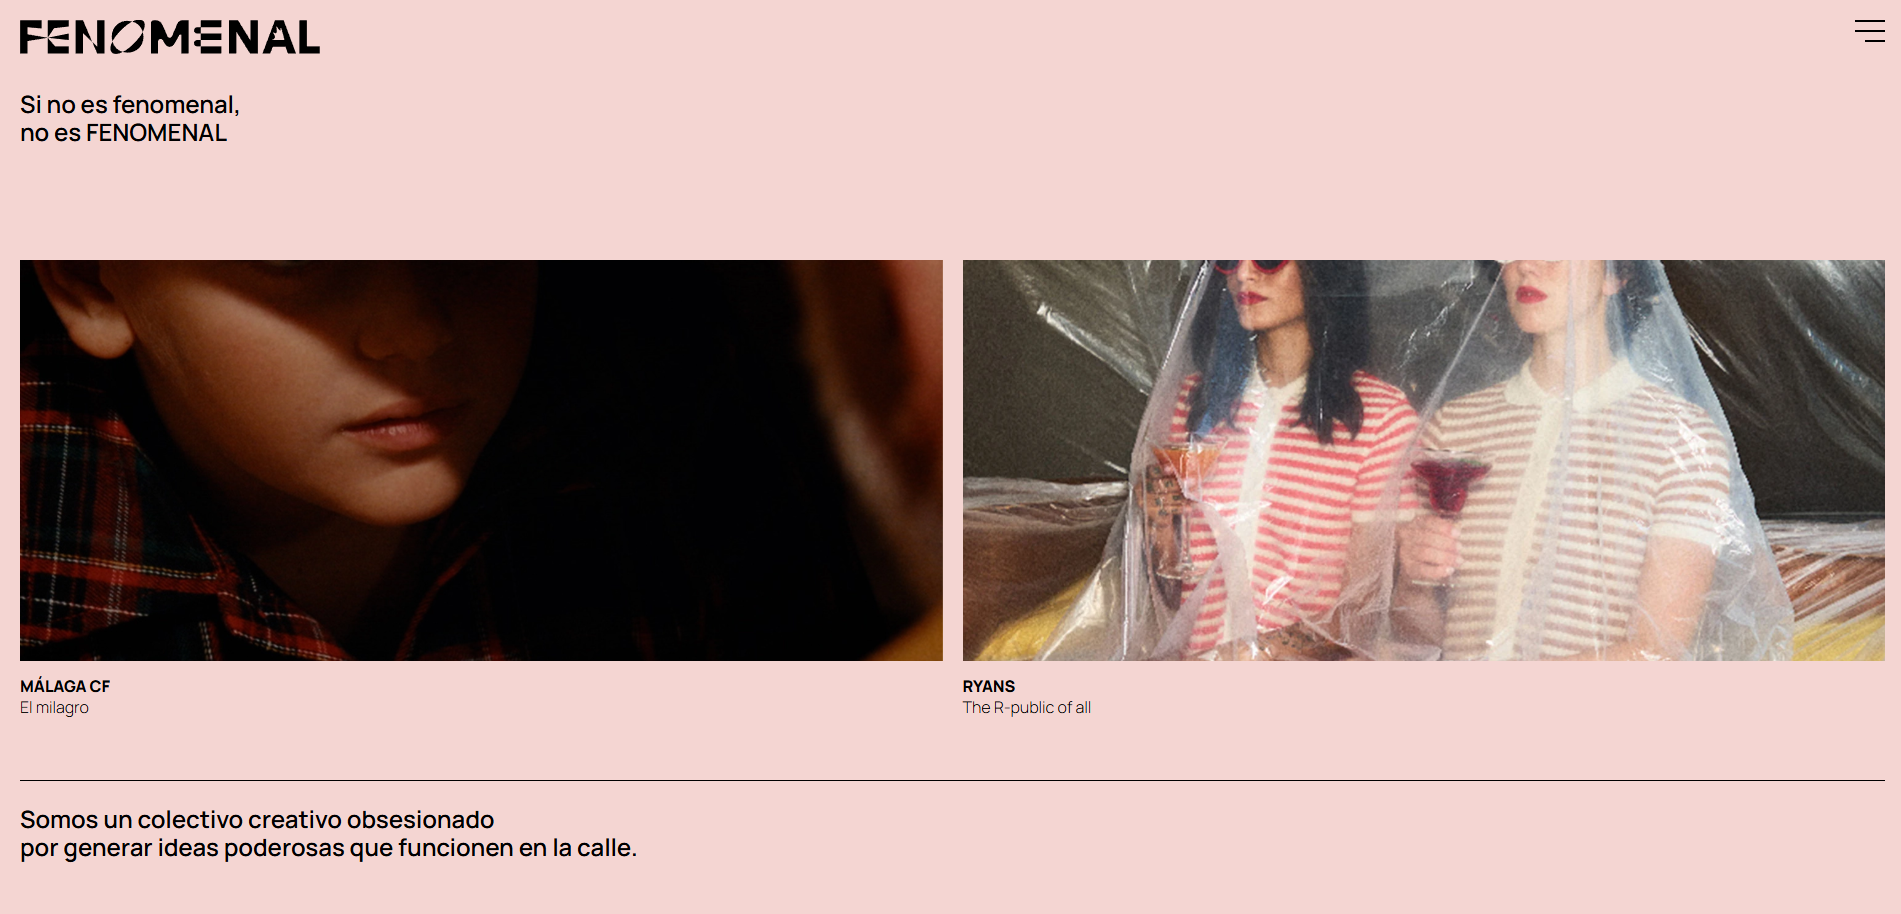 FENOMENAL
Si no es fenomenal,
no es FENOMENAL
MÁLAGA CF
El milagro
RYANS
The R-public of all
Somos un colectivo creativo obsesionado
por generar ideas poderosas que funcionen en la calle.